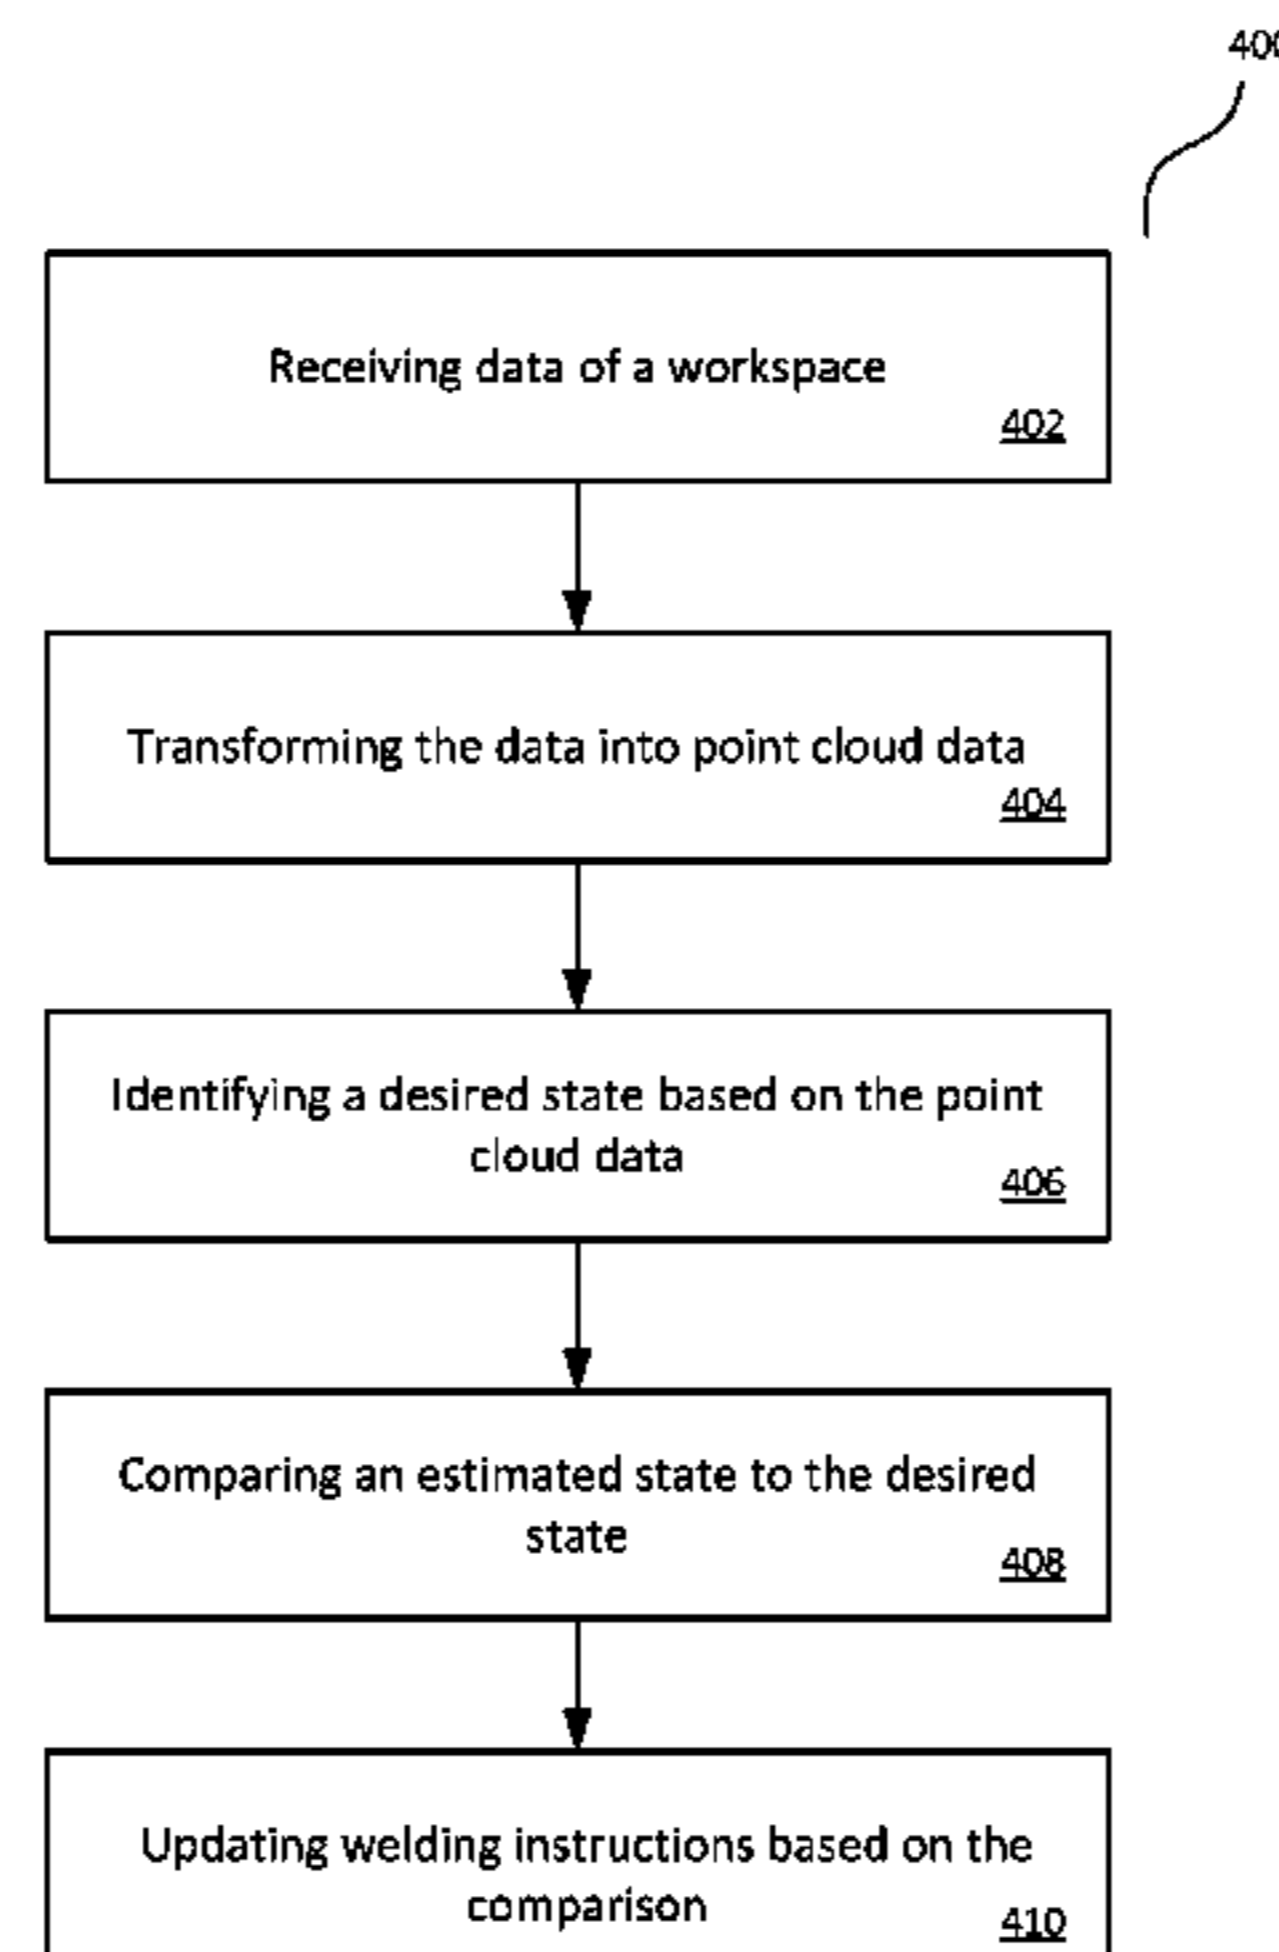 400
Receiving data of a workspace
402
Transforming the data into point cloud data
404
Identifying a desired state based on the point
cloud data
406
Comparing an estimated state to the desired
state
408
Updating welding instructions based on the
comparison
410